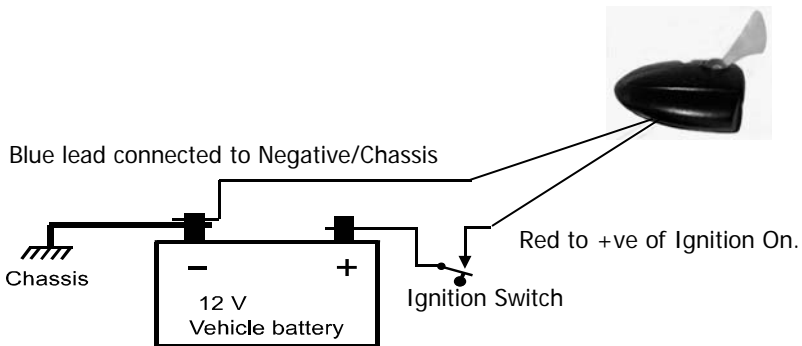 Blue lead connected to Negative/Chassis
Red to +ve of Ignition On.
Chassis
– +
12 V
Vehicle battery
Ignition Switch